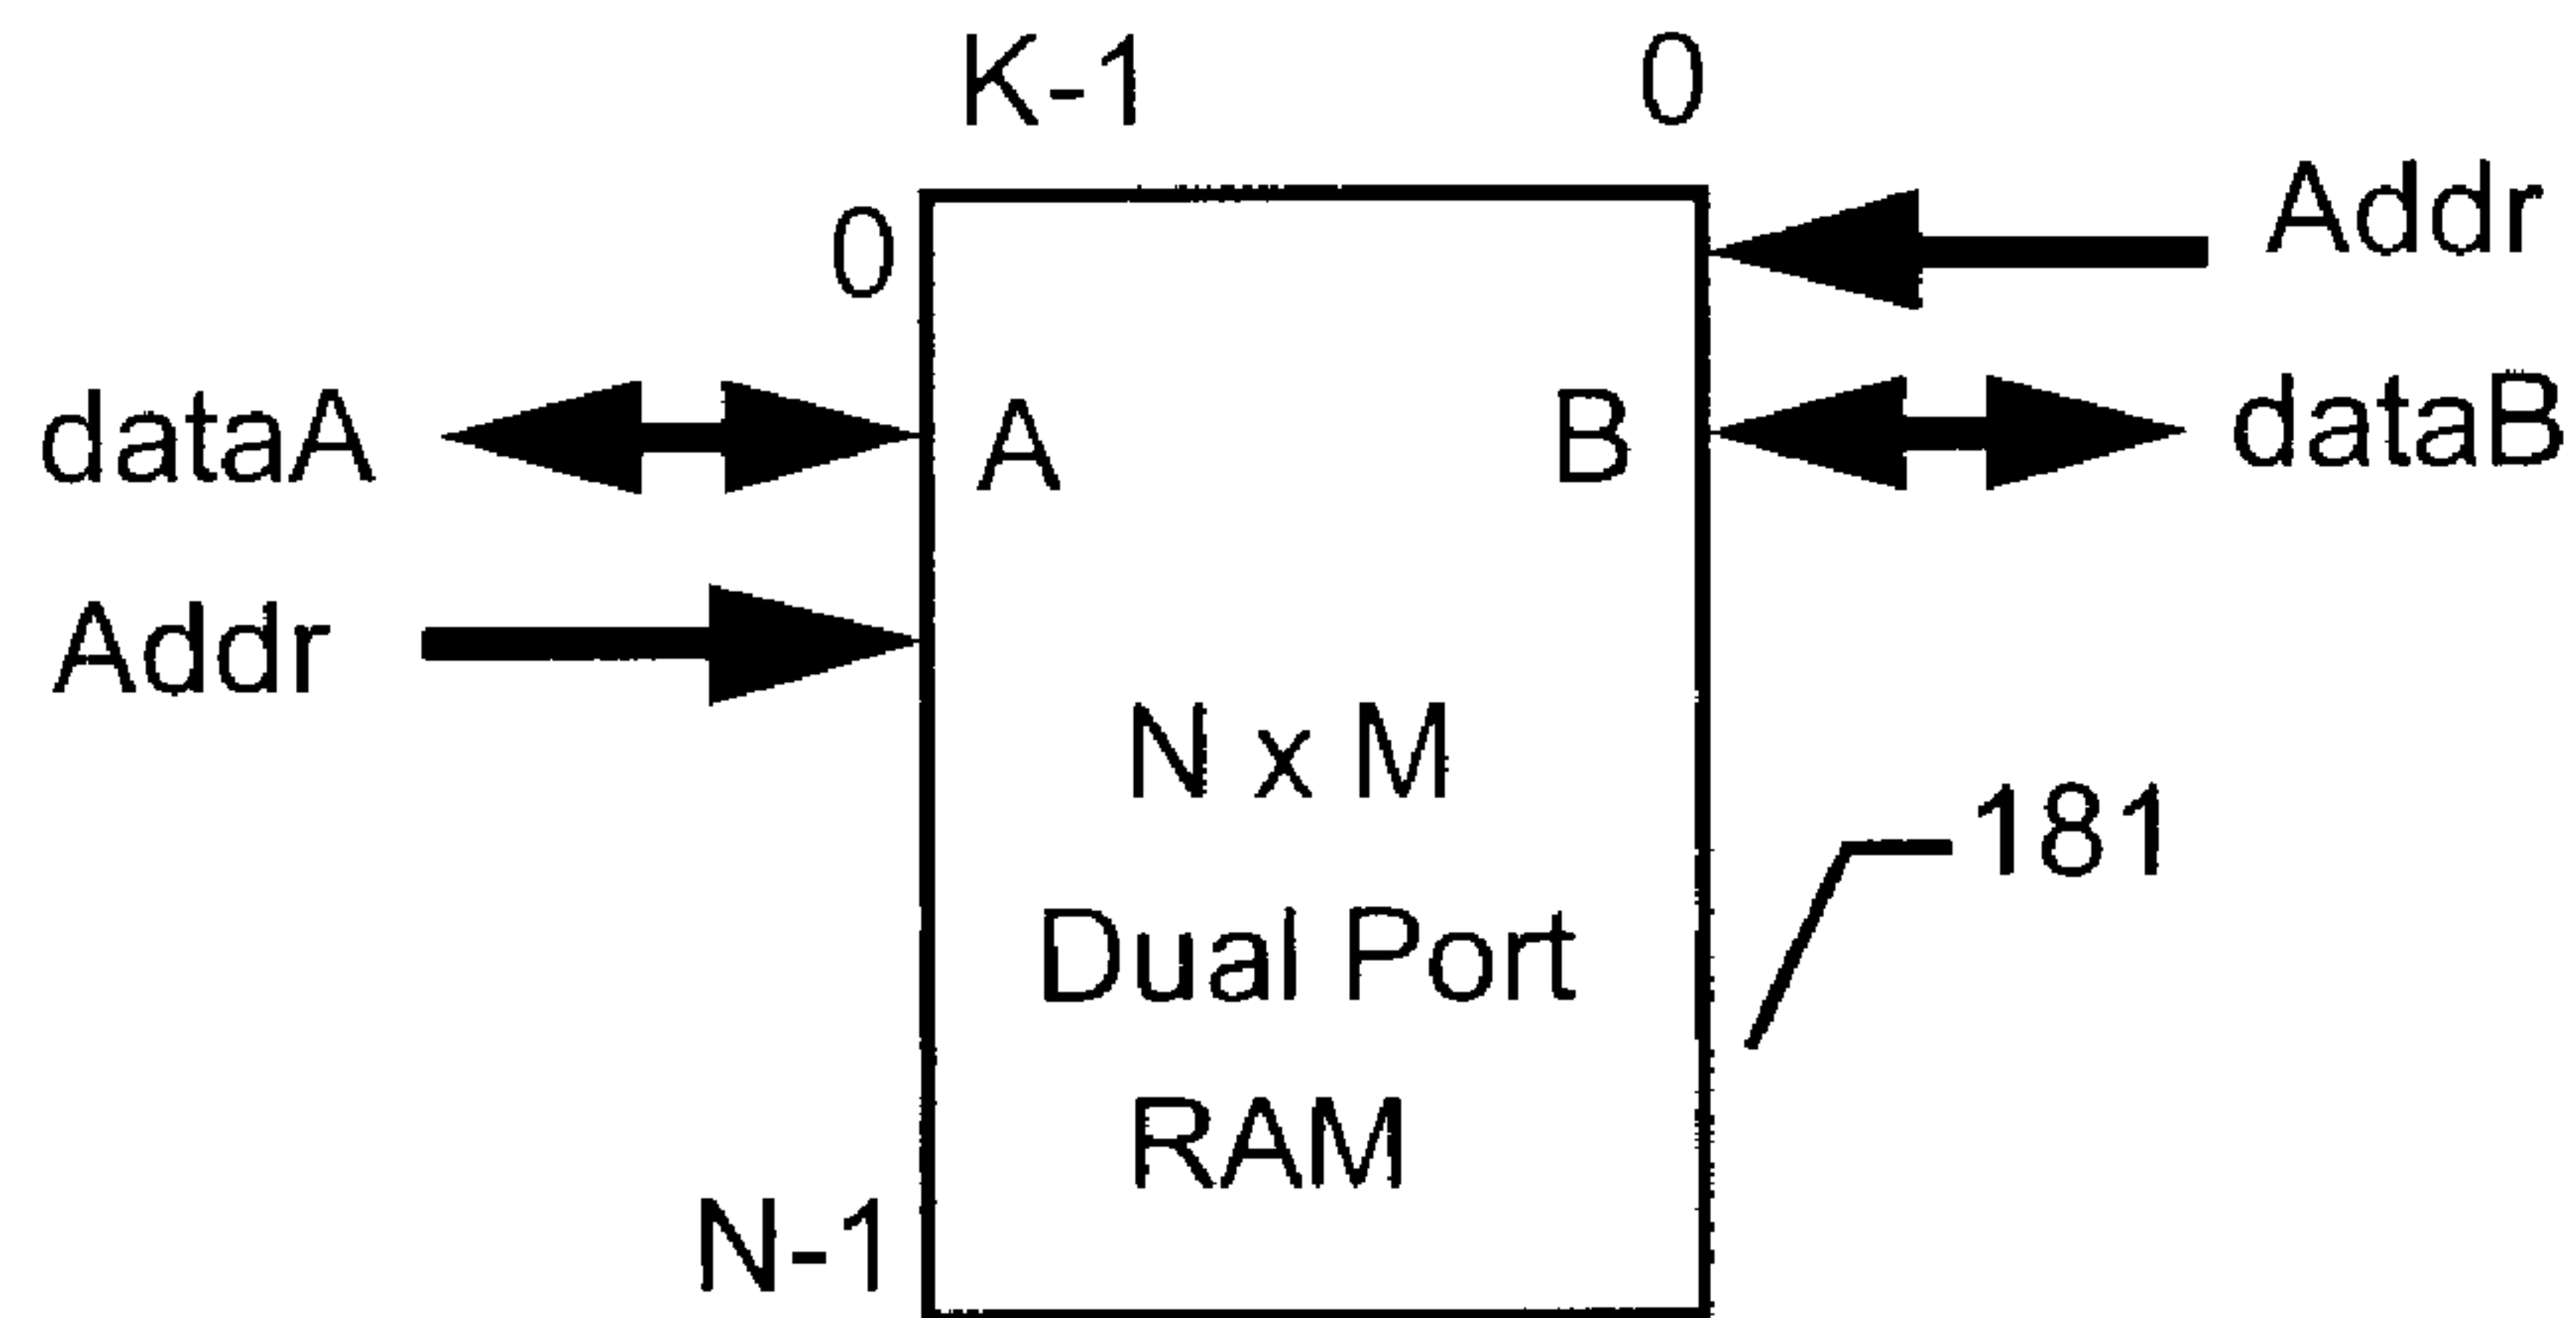 K-1 0
0 Addr
dataA A B dataB
Addr
N x M
181
Dual Port
RAM
N-1